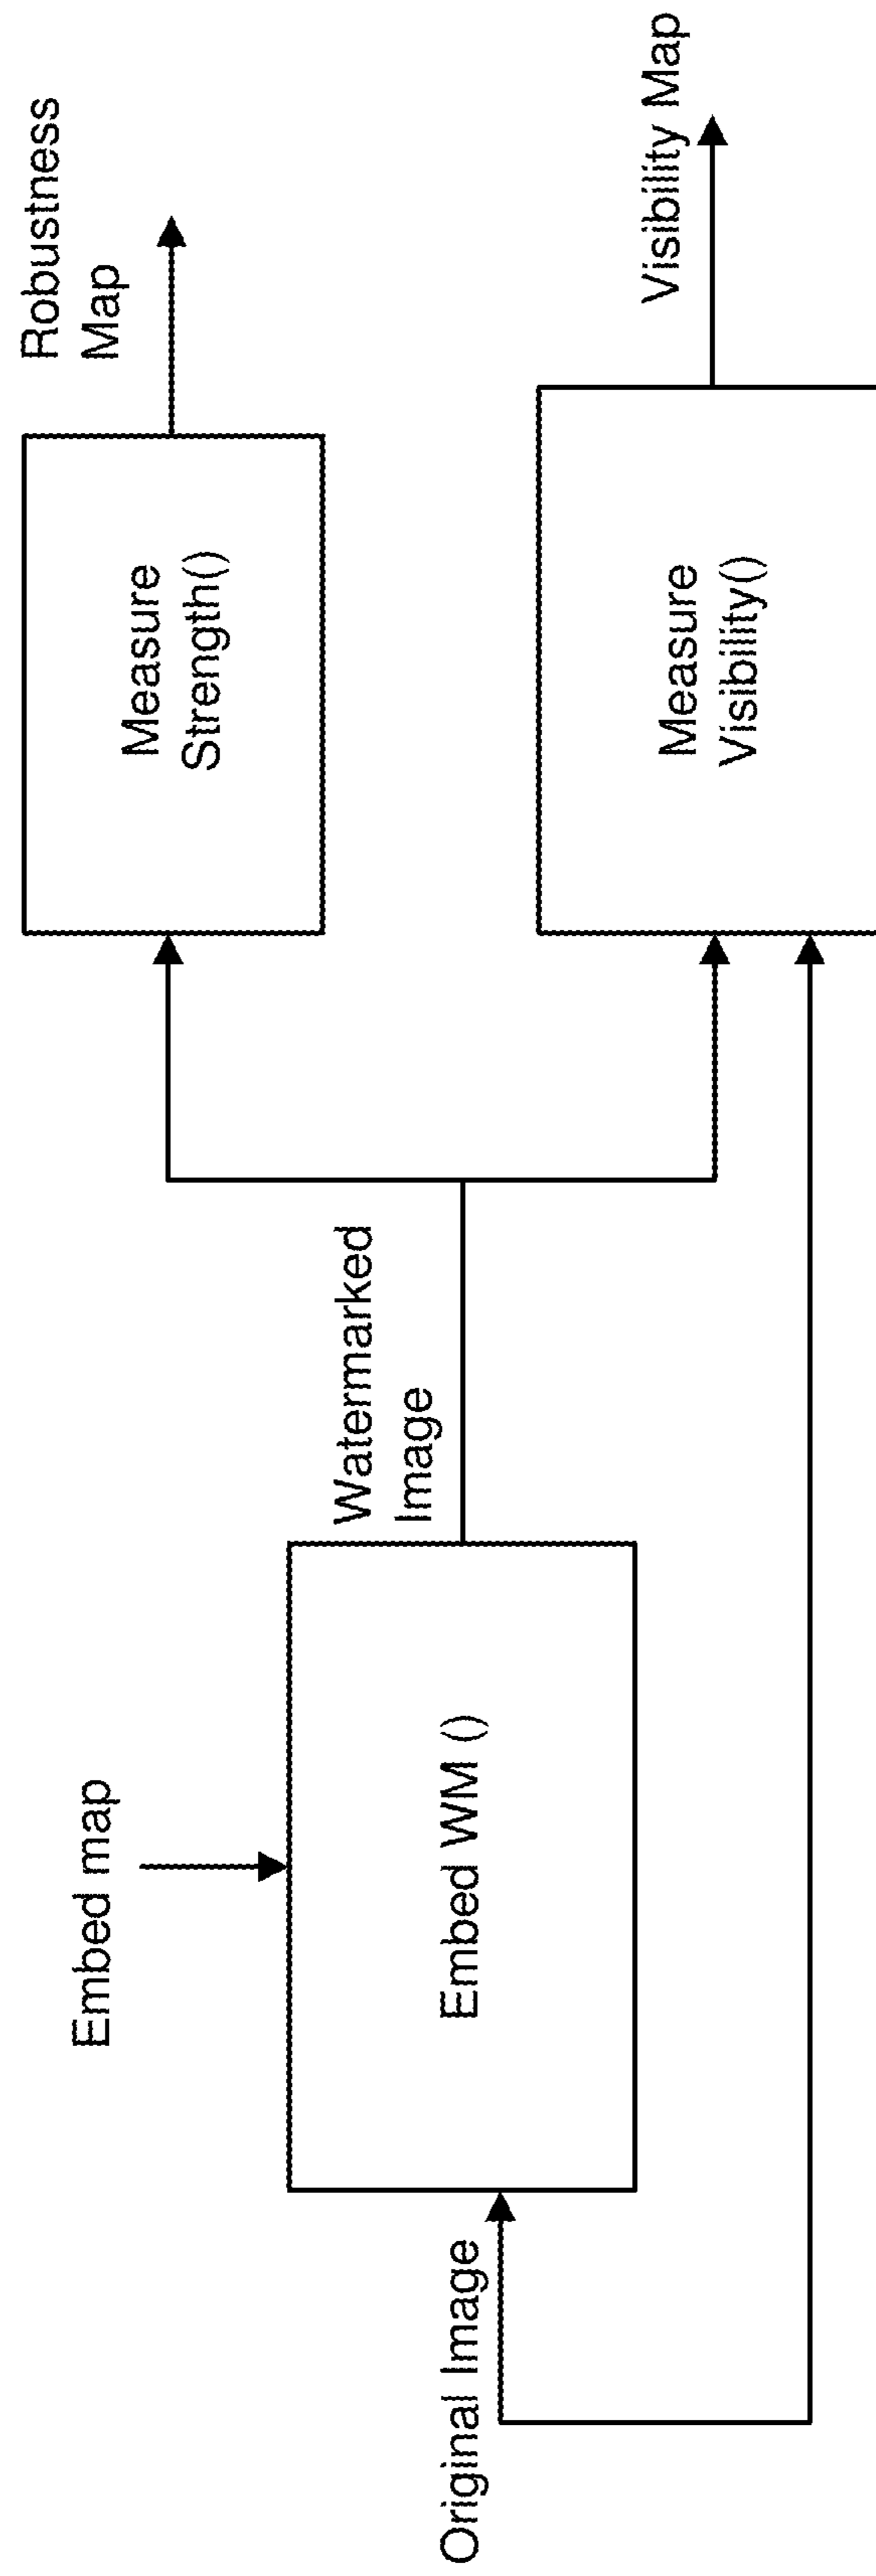 Original Image
Embed map
Embed WM ()
Watermarked
Image
Measure
Strength()
Robustness
Map
Measure
Visibility()
Visibility Map